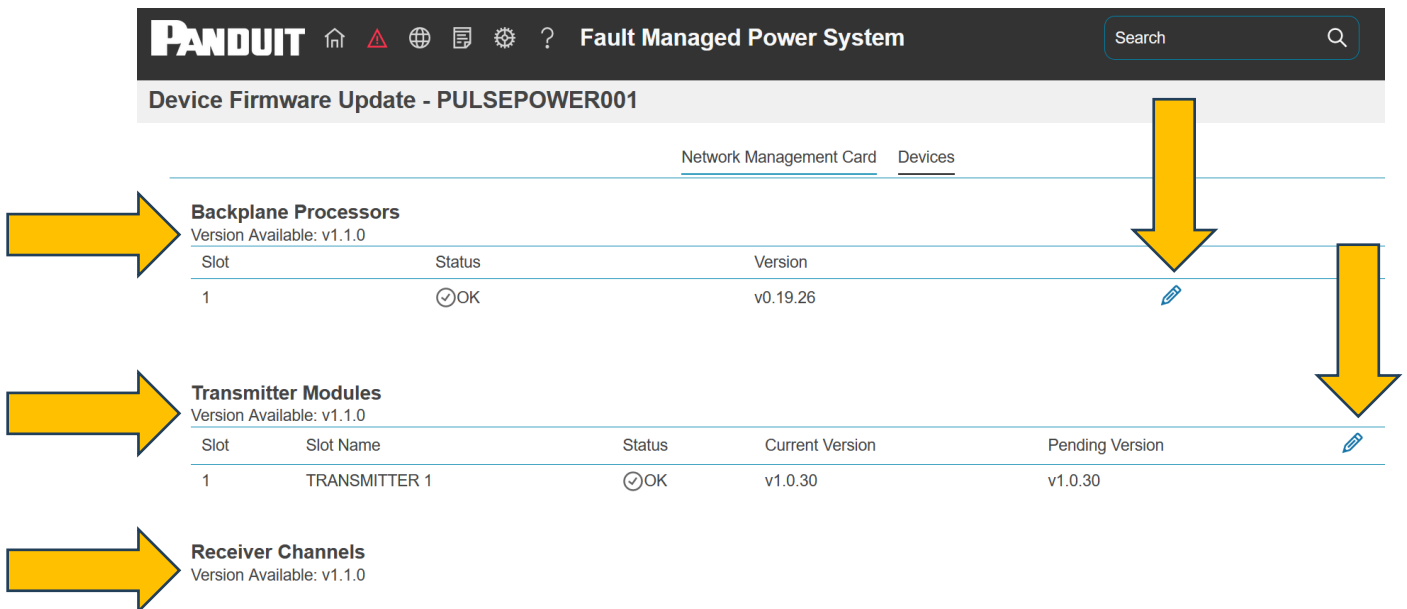 PANDUIT ? Fault Managed Power System Search
Device Firmware Update - PULSEPOWER001
Network Management Card Devices
Backplane Processors
Version Available: v1.1.0
Slot Status Version
1 OK v0.19.26
Transmitter Modules
Version Available: v1.1.0
Slot Slot Name Status Current Version Pending Version
1 TRANSMITTER 1 OK v1.0.30 v1.0.30
Receiver Channels
Version Available: v1.1.0